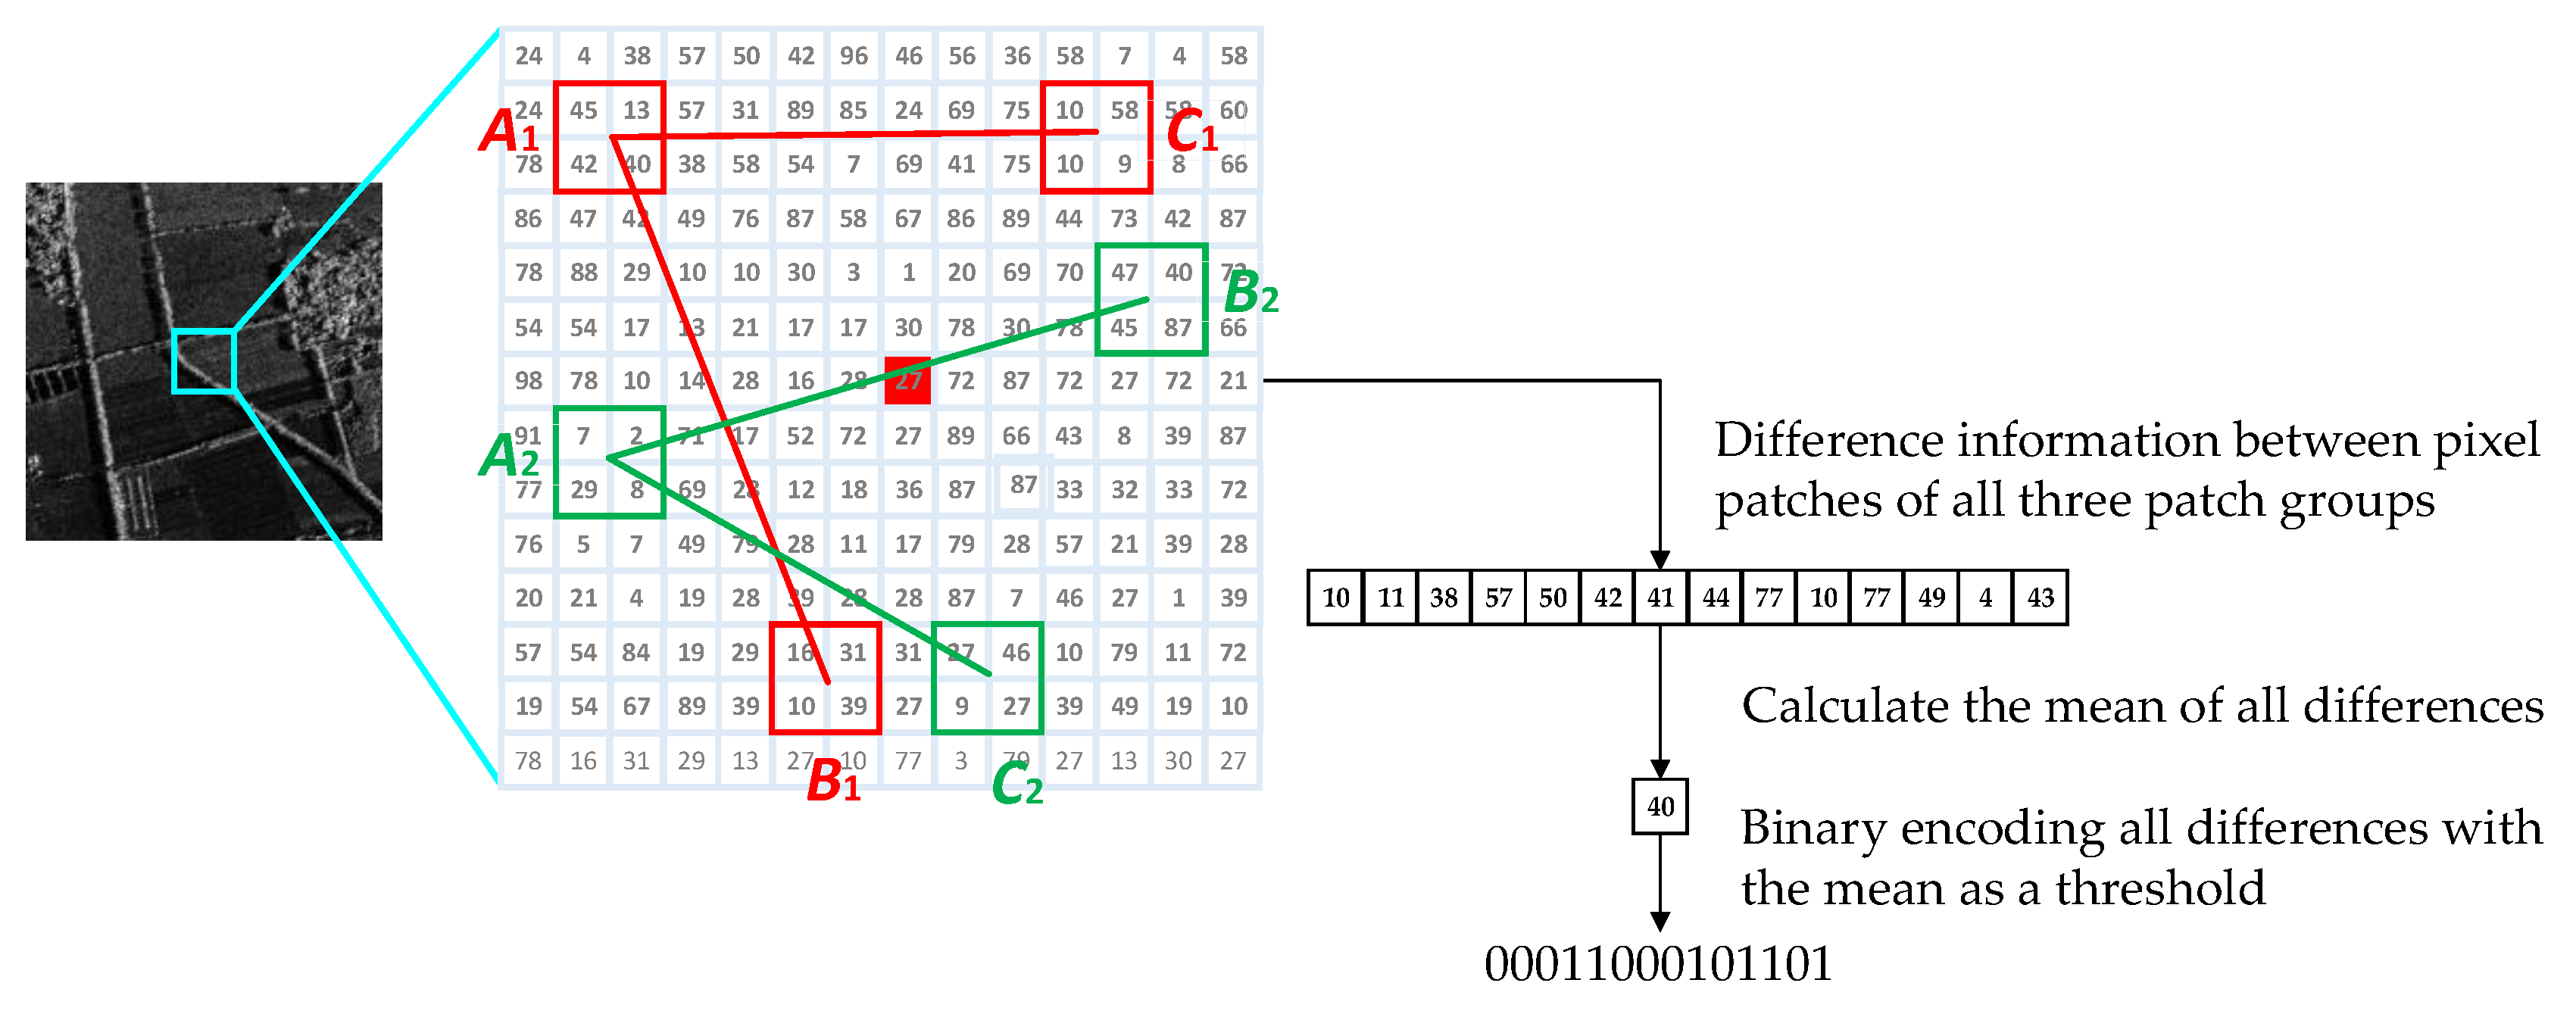 24 4 38 57 50 42 96 46 56 36 58 7 4 58
24 45 13 57 31 89 85 24 69 75 10 58 58 60
A1 C1
78 42 40 38 58 54 7 69 41 75 10 9 8 66
86 47 42 49 76 87 58 67 86 89 44 73 42 87
78 88 29 10 10 30 3 1 20 69 70 47 40 72
B2
54 54 17 13 21 17 17 30 78 30 78 45 87 66
98 78 10 14 28 16 28 27 72 87 72 27 72 21
91 7 2 71 17 52 72 27 89 66 43 8 39 87
A2
77 29 8 69 28 12 18 36 87 87 33 32 33 72
76 5 7 49 79 28 11 17 79 28 57 21 39 28
20 21 4 19 28 39 28 28 87 7 46 27 1 39
57 54 84 19 29 16 31 31 27 46 10 79 11 72
19 54 67 89 39 10 39 27 9 27 39 49 19 10
78 16 31 29 13 27 10 77 3 79 27 13 30 27
B1 C2
Difference information between pixel
patches of all three patch groups
10 11 38 57 50 42 41 44 77 10 77 49 4 43
Calculate the mean of all differences
40
Binary encoding all differences with
the mean as a threshold
00011000101101